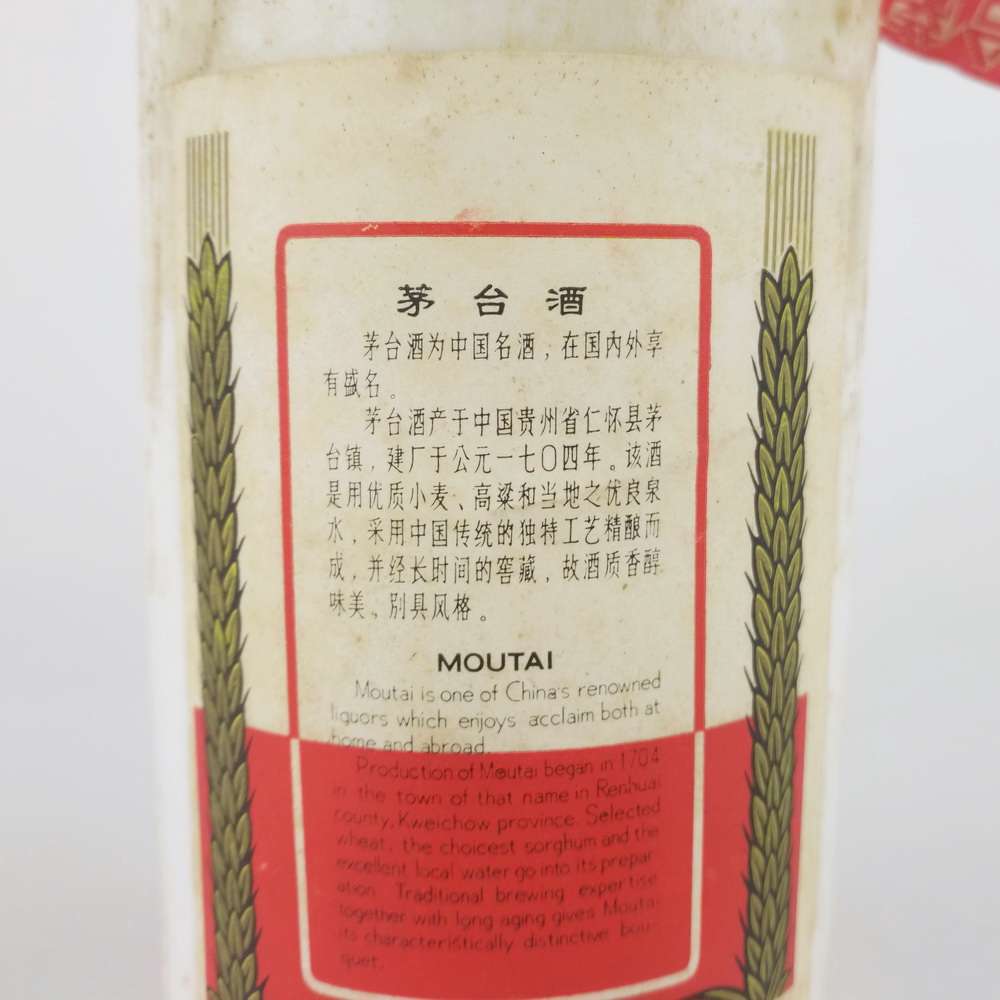 茅台酒
茅台酒为中国名酒，在国内外享
有盛名。
茅台酒产于中国贵州省仁怀县茅
台镇，建厂于公元一七〇四年。该酒
是用优质小麦、高粱和当地之优良泉
水，采用中国传统的独特工艺精酿而
成，并经长时间的窖藏，故酒质香醇
味美、别具风格。
MOUTAI
Moutai is one of China's renowned
liquors which enjoys acclaim both at
home and abroad.
Production of Moutai began in 1704
in the town of that name in Renhuai
county, Kweichow province. Selected
wheat, the choicest sorghum and the
excellent local water go into its prepar
ation. Traditional brewing expertise
together with long aging gives Moutai
its characteristically distinctive bou-
quet.